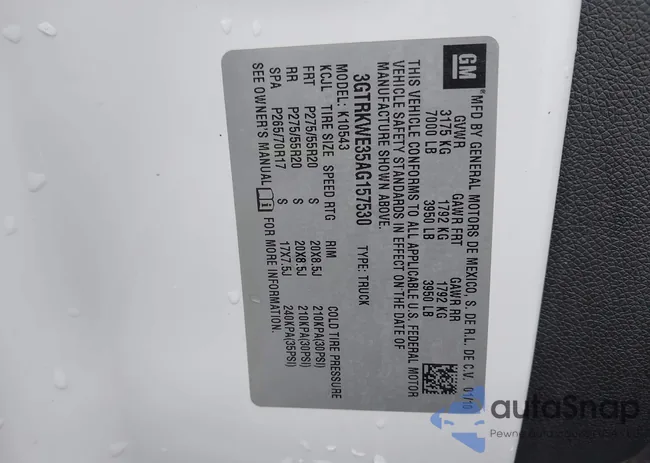 GM
®MFD BY GENERAL MOTORS DE MEXICO, S. DE R.L. DE C.V. 01/10
GVWR GAWR FRT GAWR RR
3175 KG 1792 KG 1792 KG
7000 LB 3950 LB 3950 LB
THIS VEHICLE CONFORMS TO ALL APPLICABLE U.S. FEDERAL MOTOR
VEHICLE SAFETY STANDARDS IN EFFECT ON THE DATE OF
MANUFACTURE SHOWN ABOVE.
3GTRKWE35AG157530 TYPE: TRUCK
MODEL: K10543
KCJL TIRE SIZE SPEED RTG RIM COLD TIRE PRESSURE
FRT P275/55R20 S 20X8.5J 210KPA(30PSI)
RR P275/55R20 S 20X8.5J 210KPA(30PSI)
SPA P265/70R17 S 17X7.5J 240KPA(35PSI)
SEE OWNER'S MANUAL i FOR MORE INFORMATION.
autoSnap